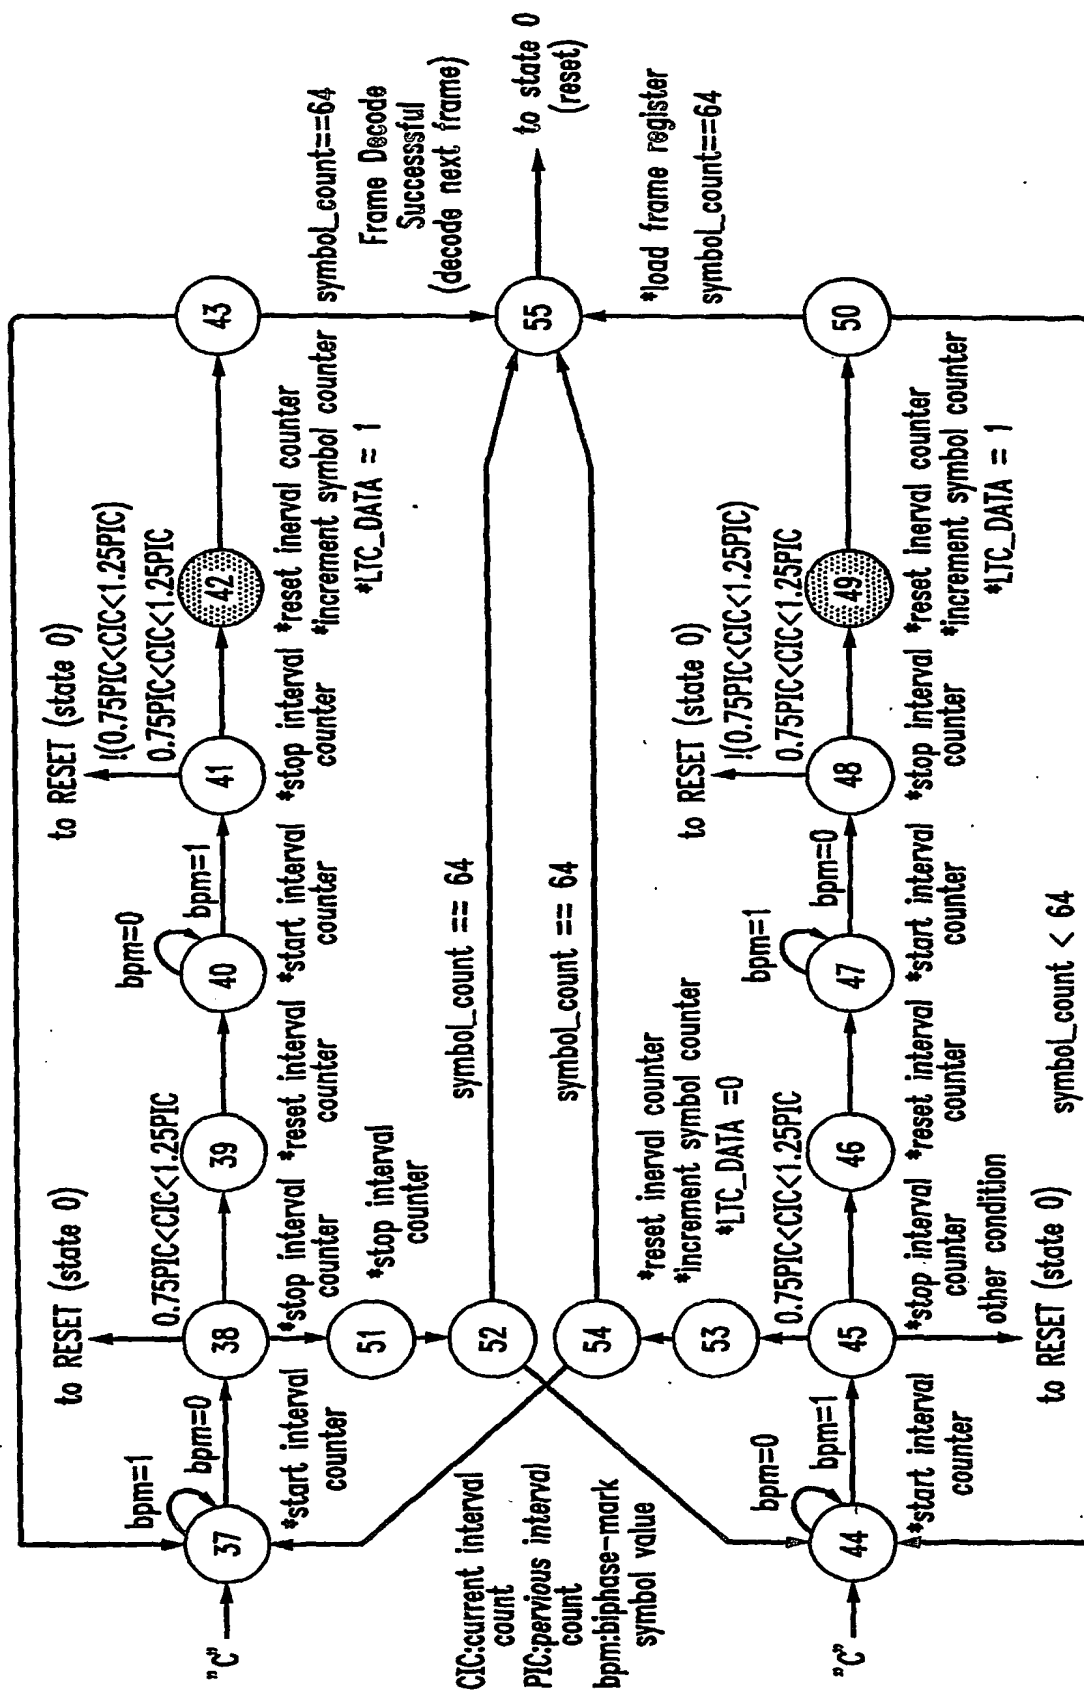 to RESET (state 0)
to RESET (state 0)
symbol_count==64
bpm=1
bpm=0
0.75PIC<CIC<1.25PIC
bpm=0
bpm=1
!(0.75PIC<CIC<1.25PIC)
0.75PIC<CIC<1.25PIC
"C"
37
38
39
40
41
42
43
*start interval
counter
*stop interval
counter
*reset interval
counter
*start interval
counter
*stop interval
counter
*reset inerval counter
*increment symbol counter
*LTC_DATA = 1
Frame Decode
Successsful
(decode next frame)
51
*stop interval
counter
52
symbol_count == 64
55
to state 0
(reset)
CIC:current interval
count
PIC:pervious interval
count
bpm:biphase-mark
symbol value
54
symbol_count == 64
53
*reset inerval counter
*increment symbol counter
*LTC_DATA =0
*load frame register
symbol_count==64
to RESET (state 0)
bpm=0
bpm=1
0.75PIC<CIC<1.25PIC
bpm=1
bpm=0
!(0.75PIC<CIC<1.25PIC)
0.75PIC<CIC<1.25PIC
"C"
44
45
46
47
48
49
50
*start interval
counter
*stop interval
counter
other condition
*reset interval
counter
*start interval
counter
*stop interval
counter
*reset inerval counter
*increment symbol counter
*LTC_DATA = 1
to RESET (state 0)
symbol_count < 64